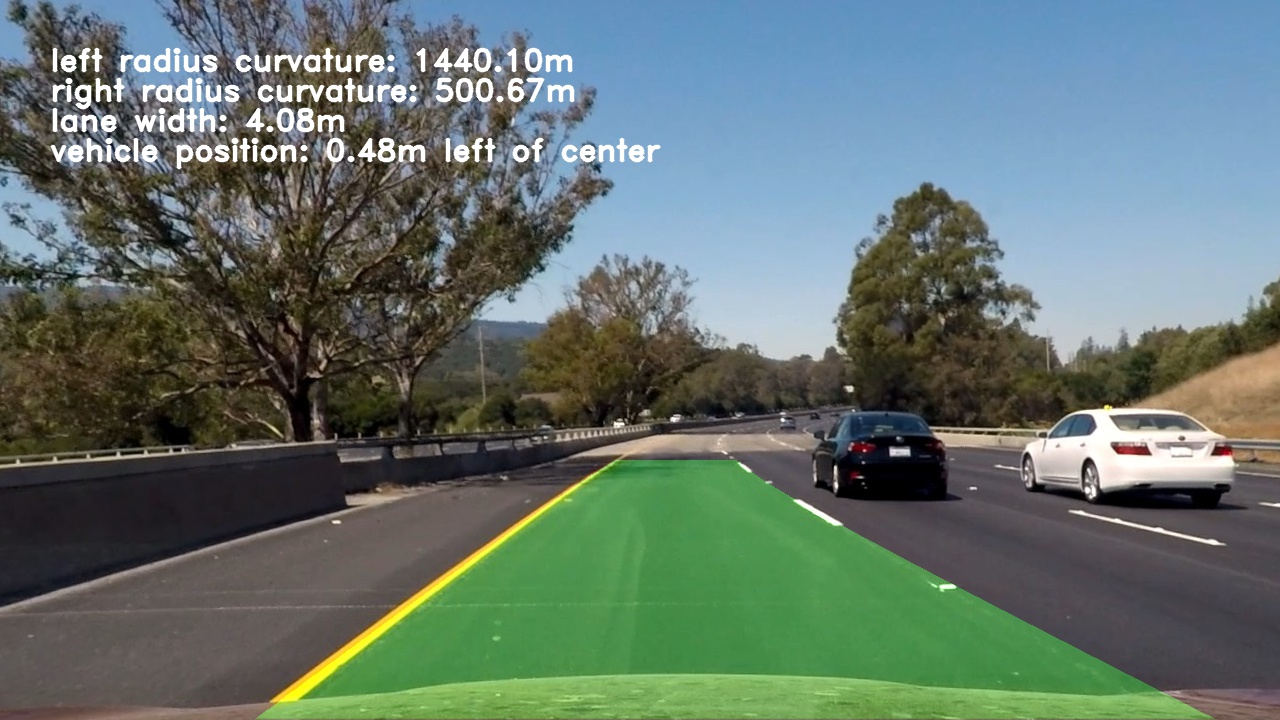 left radius curvature: 1440.10m
right radius curvature: 500.67m
lane width: 4.08m
vehicle position: 0.48m left of center